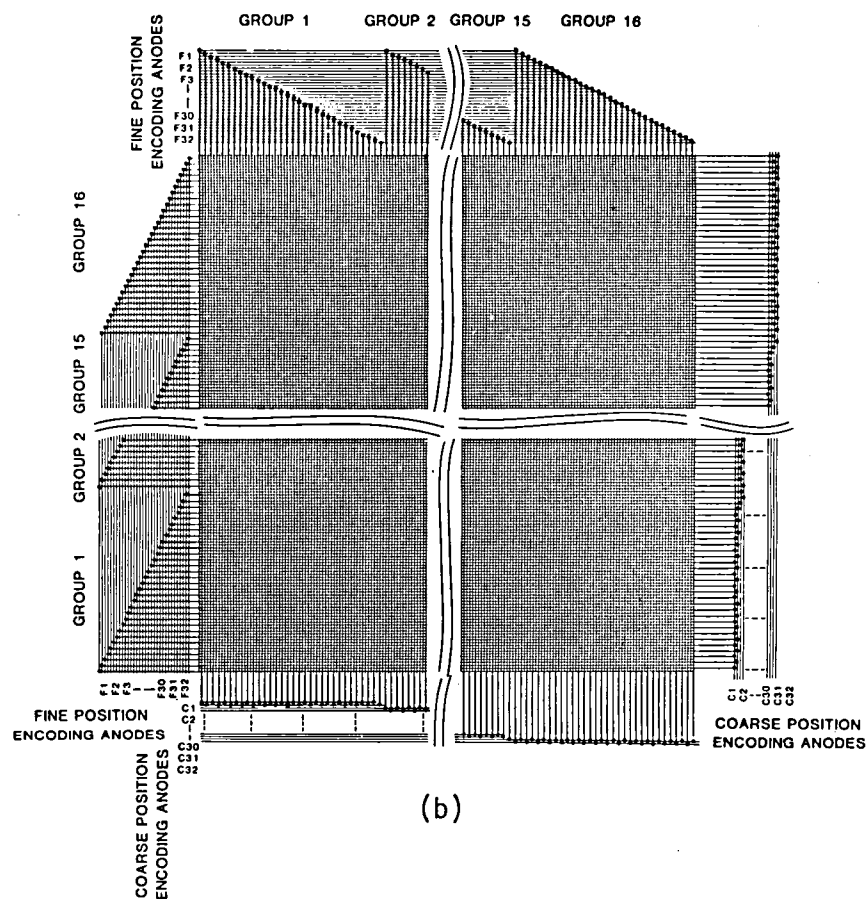 GROUP 1
GROUP 2
GROUP 15
GROUP 16
FINE POSITION
ENCODING ANODES
F1
F2
F3
F30
F31
F32
GROUP 16
GROUP 15
GROUP 2
GROUP 1
F1
F2
F3
F30
F31
F32
FINE POSITION
ENCODING ANODES
C1
C2
C30
C31
C32
COARSE POSITION
ENCODING ANODES
C1
C2
C30
C31
C32
COARSE POSITION
ENCODING ANODES
(b)